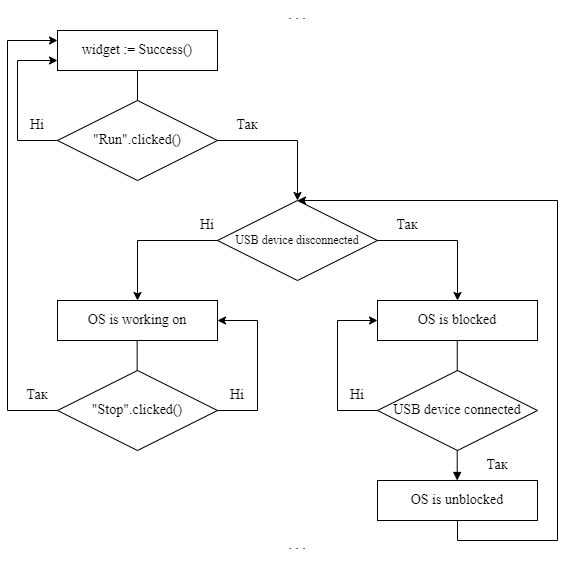 . . .
widget := Success()
Ні
"Run".clicked()
Так
Ні
USB device disconnected
Так
OS is working on
OS is blocked
Так
"Stop".clicked()
Ні
Ні
USB device connected
Так
OS is unblocked
. . .